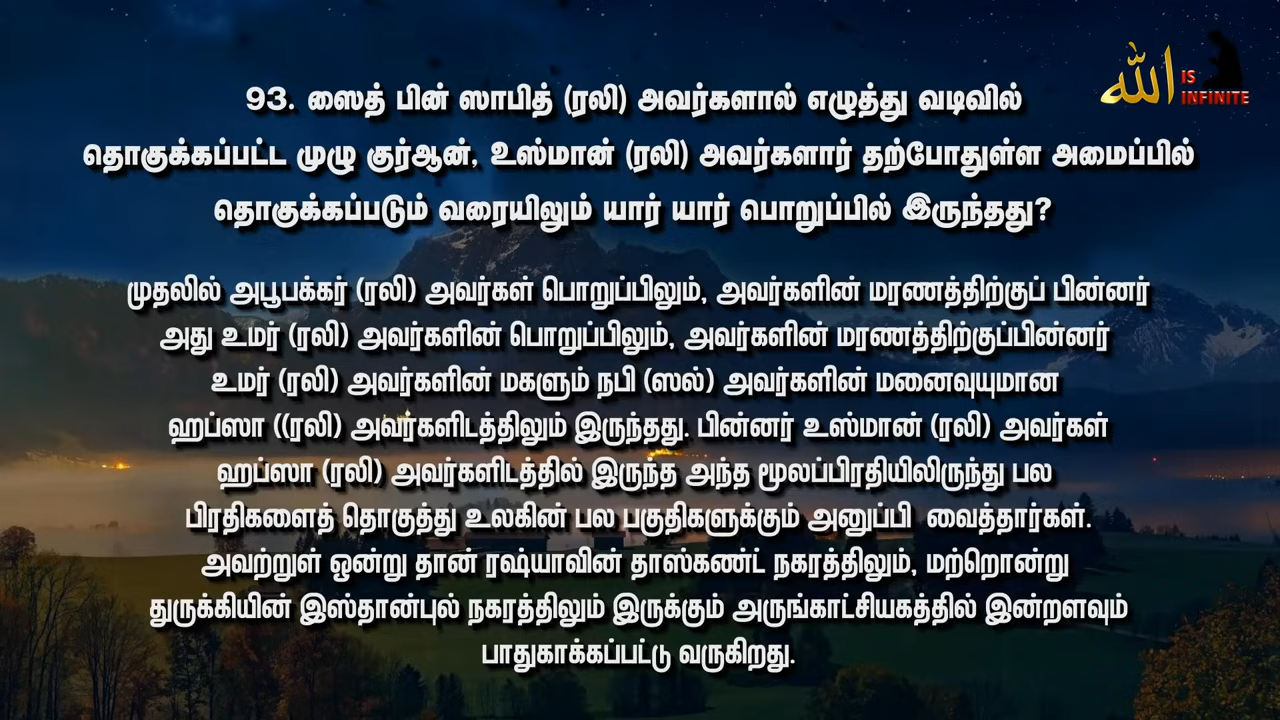 الله
IS
INFINITE
93. ஸைத் பின் ஸாபித் (ரலி) அவர்களால் எழுத்து வடிவில்
தொகுக்கப்பட்ட முழு குர்ஆன், உஸ்மான் (ரலி) அவர்களார் தற்போதுள்ள அமைப்பில்
தொகுக்கப்படும் வரையிலும் யார் யார் பொறுப்பில் இருந்தது?
முதலில் அபூபக்கர் (ரலி) அவர்கள் பொறுப்பிலும், அவர்களின் மரணத்திற்குப் பின்னர்
அது உமர் (ரலி) அவர்களின் பொறுப்பிலும், அவர்களின் மரணத்திற்குப்பின்னர்
உமர் (ரலி) அவர்களின் மகளும் நபி (ஸல்) அவர்களின் மனைவுயுமான
ஹப்ஸா ((ரலி) அவர்களிடத்திலும் இருந்தது. பின்னர் உஸ்மான் (ரலி) அவர்கள்
ஹப்ஸா (ரலி) அவர்களிடத்தில் இருந்த அந்த மூலப்பிரதியிலிருந்து பல
பிரதிகளைத் தொகுத்து உலகின் பல பகுதிகளுக்கும் அனுப்பி வைத்தார்கள்.
அவற்றுள் ஒன்று தான் ரஷ்யாவின் தாஸ்கண்ட் நகரத்திலும், மற்றொன்று
துருக்கியின் இஸ்தான்புல் நகரத்திலும் இருக்கும் அருங்காட்சியகத்தில் இன்றளவும்
பாதுகாக்கப்பட்டு வருகிறது.